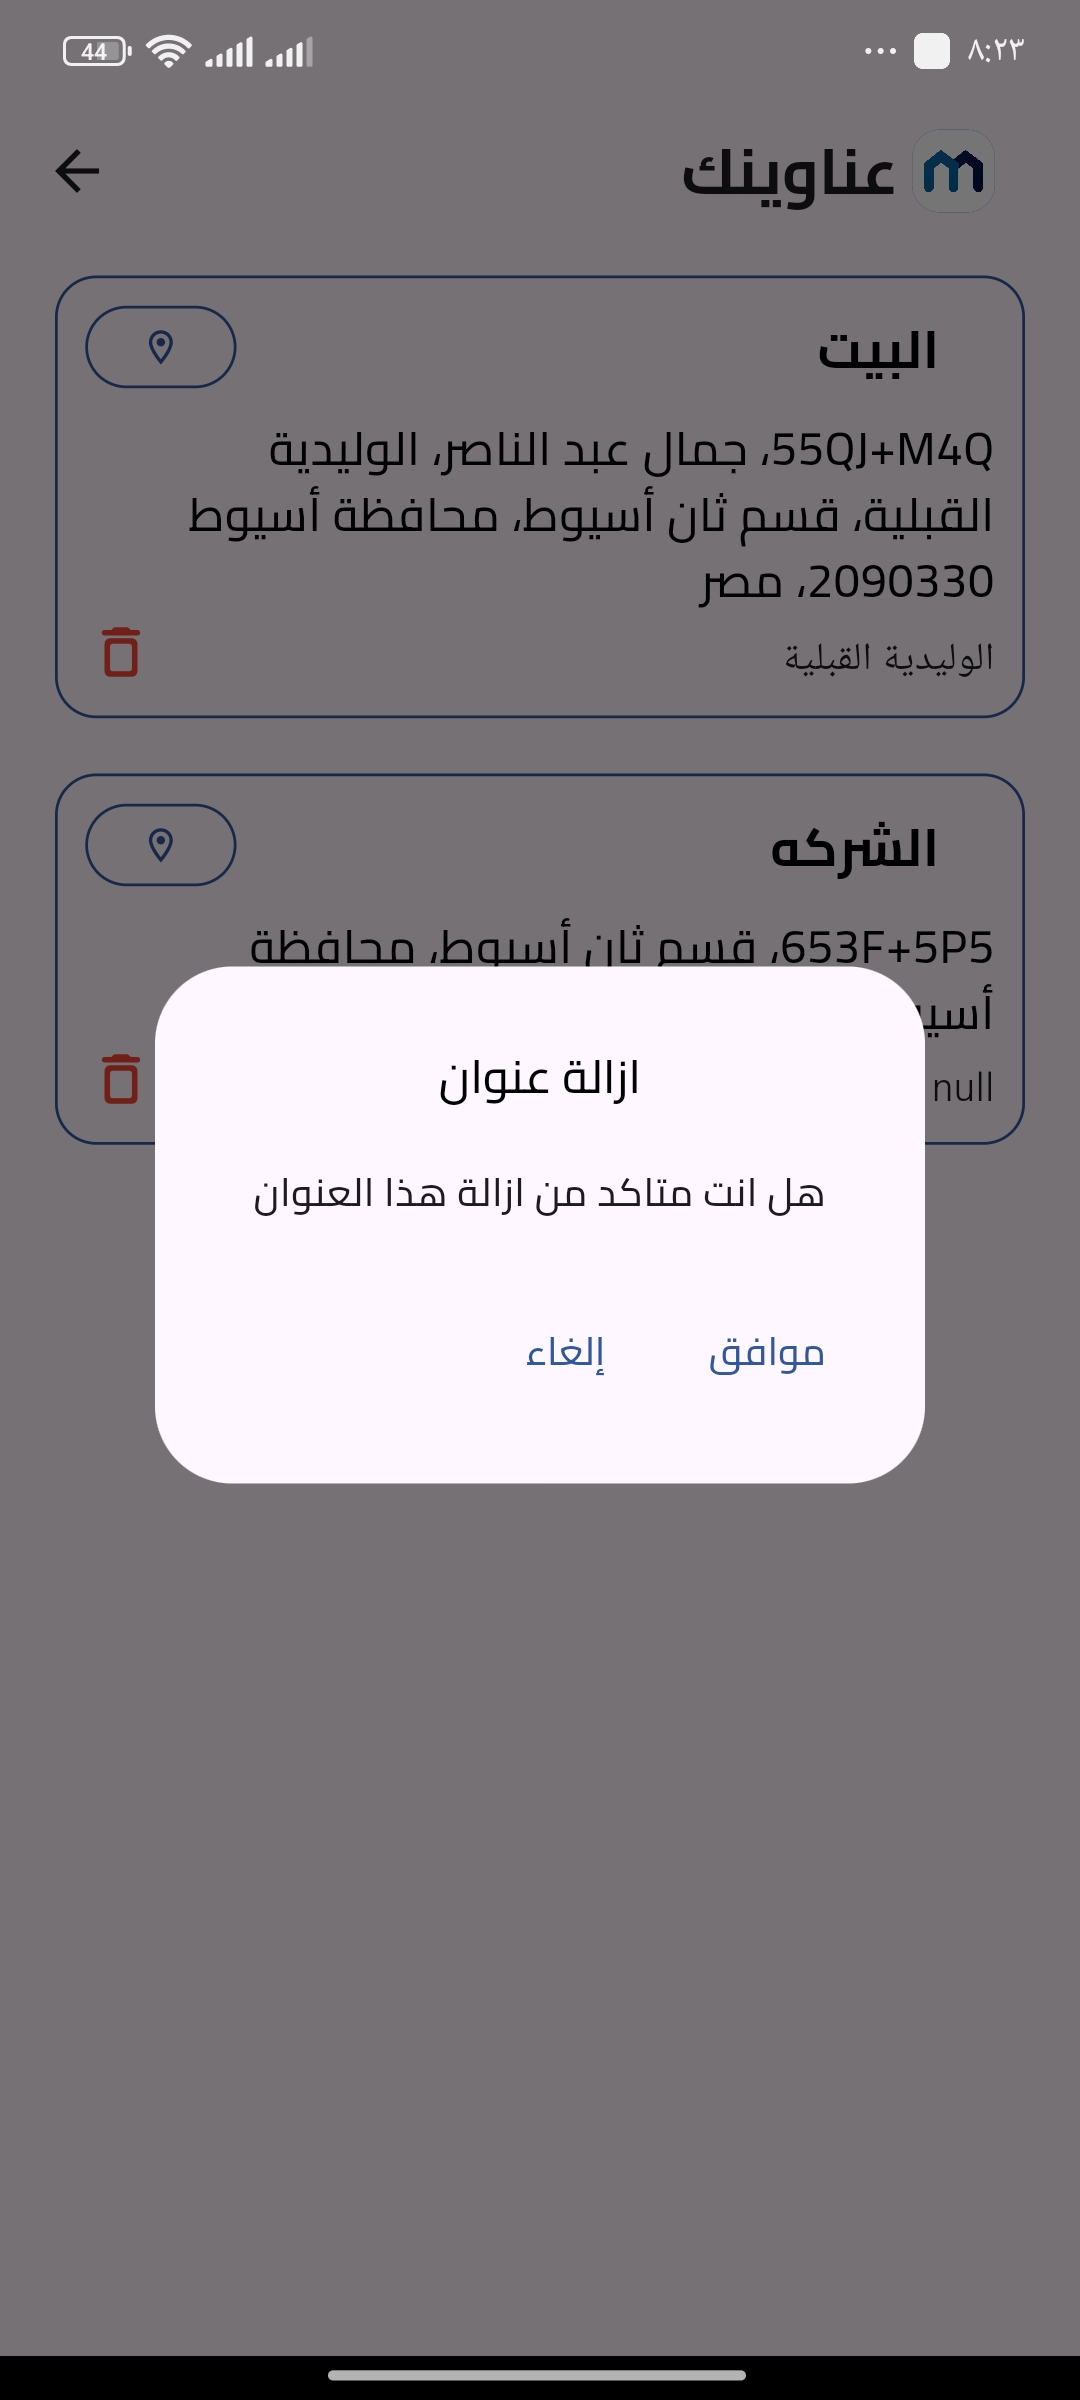 ٨:٢٣
44
عناوينك
البيت
55QJ+M4Q، جمال عبد الناصر، الوليدية
القبلية، قسم ثان أسيوط، محافظة أسيوط
2090330، مصر
الوليدية القبلية
الشركه
653F+5P5، قسم ثان أسيوط، محافظة
null
ازالة عنوان
هل انت متاكد من ازالة هذا العنوان
موافق
إلغاء